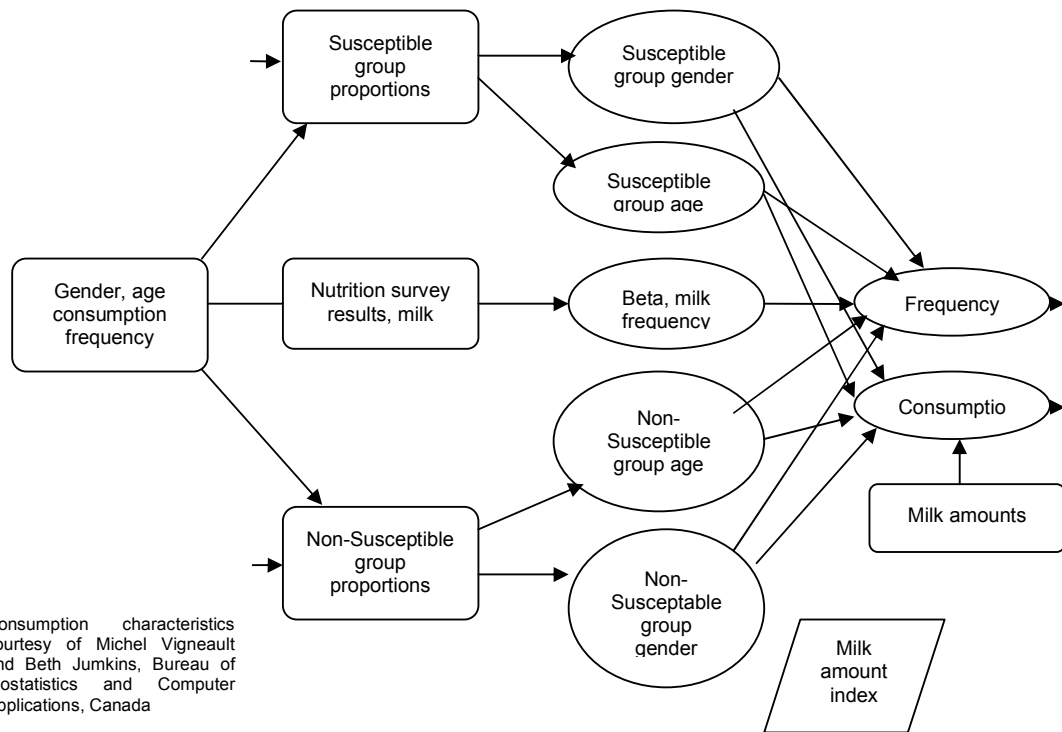 Susceptible
group
proportions
Susceptible
group gender
Susceptible
group age
Gender, age
consumption
frequency
Nutrition survey
results, milk
Beta, milk
frequency
Frequency
Non-
Susceptible
group age
Consumptio
Milk amounts
Non-Susceptible
group
proportions
Non-
Susceptable
group
gender
Milk
amount
index
onsumption characteristics
ourtesy of Michel Vigneault
nd Beth Jumkins, Bureau of
ostatistics and Computer
pplications, Canada